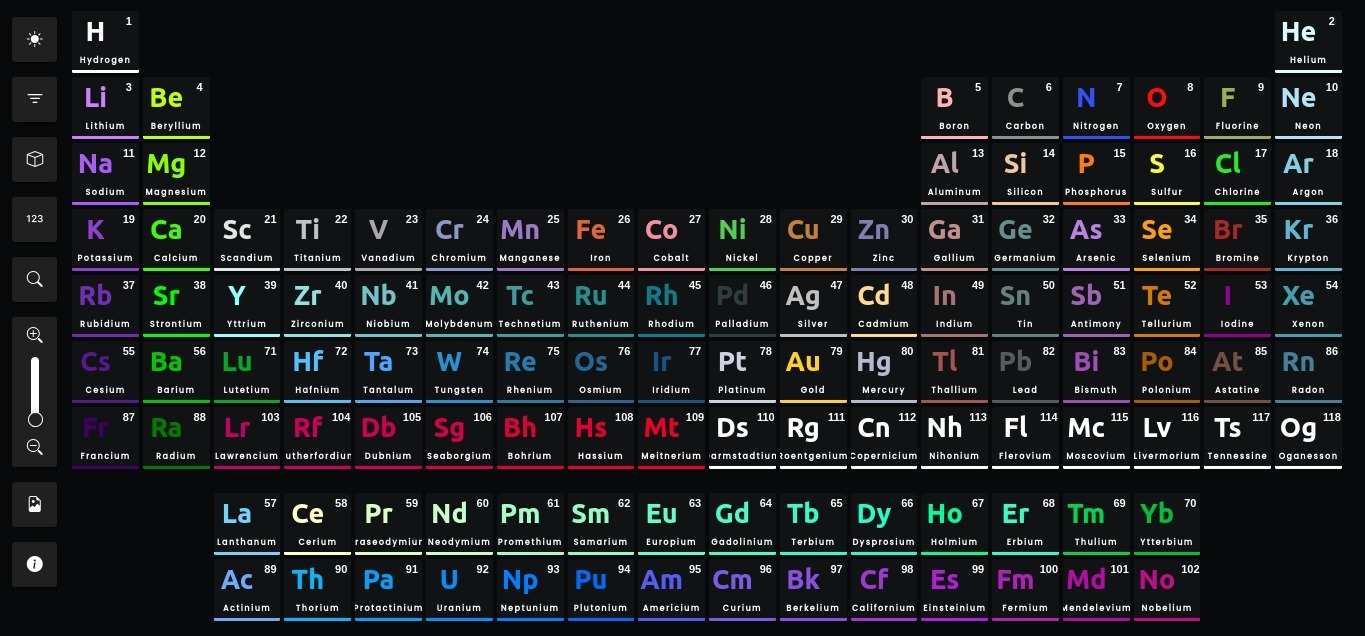 H 1 He 2
Hydrogen Helium
Li 3 Be 4 B 5 C 6 N 7 O 8 F 9 Ne 10
Lithium Beryllium Boron Carbon Nitrogen Oxygen Fluorine Neon
Na 11 Mg 12 Al 13 Si 14 P 15 S 16 Cl 17 Ar 18
Sodium Magnesium Aluminum Silicon Phosphorus Sulfur Chlorine Argon
123 K 19 Ca 20 Sc 21 Ti 22 V 23 Cr 24 Mn 25 Fe 26 Co 27 Ni 28 Cu 29 Zn 30 Ga 31 Ge 32 As 33 Se 34 Br 35 Kr 36
Potassium Calcium Scandium Titanium Vanadium Chromium Manganese Iron Cobalt Nickel Copper Zinc Gallium Germanium Arsenic Selenium Bromine Krypton
Rb 37 Sr 38 Y 39 Zr 40 Nb 41 Mo 42 Tc 43 Ru 44 Rh 45 Pd 46 Ag 47 Cd 48 In 49 Sn 50 Sb 51 Te 52 I 53 Xe 54
Rubidium Strontium Yttrium Zirconium Niobium Molybdenum Technetium Ruthenium Rhodium Palladium Silver Cadmium Indium Tin Antimony Tellurium Iodine Xenon
Cs 55 Ba 56 Lu 71 Hf 72 Ta 73 W 74 Re 75 Os 76 Ir 77 Pt 78 Au 79 Hg 80 Tl 81 Pb 82 Bi 83 Po 84 At 85 Rn 86
Cesium Barium Lutetium Hafnium Tantalum Tungsten Rhenium Osmium Iridium Platinum Gold Mercury Thallium Lead Bismuth Polonium Astatine Radon
Fr 87 Ra 88 Lr 103 Rf 104 Db 105 Sg 106 Bh 107 Hs 108 Mt 109 Ds 110 Rg 111 Cn 112 Nh 113 Fl 114 Mc 115 Lv 116 Ts 117 Og 118
Francium Radium Lawrencium utherfordium Dubnium Seaborgium Bohrium Hassium Meitnerium armstadtium Roentgenium Copernicium Nihonium Flerovium Moscovium Livermorium Tennessine Oganesson
La 57 Ce 58 Pr 59 Nd 60 Pm 61 Sm 62 Eu 63 Gd 64 Tb 65 Dy 66 Ho 67 Er 68 Tm 69 Yb 70
Lanthanum Cerium raseodymium Neodymium Promethium Samarium Europium Gadolinium Terbium Dysprosium Holmium Erbium Thulium Ytterbium
Ac 89 Th 90 Pa 91 U 92 Np 93 Pu 94 Am 95 Cm 96 Bk 97 Cf 98 Es 99 Fm 100 Md 101 No 102
Actinium Thorium Protactinium Uranium Neptunium Plutonium Americium Curium Berkelium Californium Einsteinium Fermium Mendelevium Nobelium